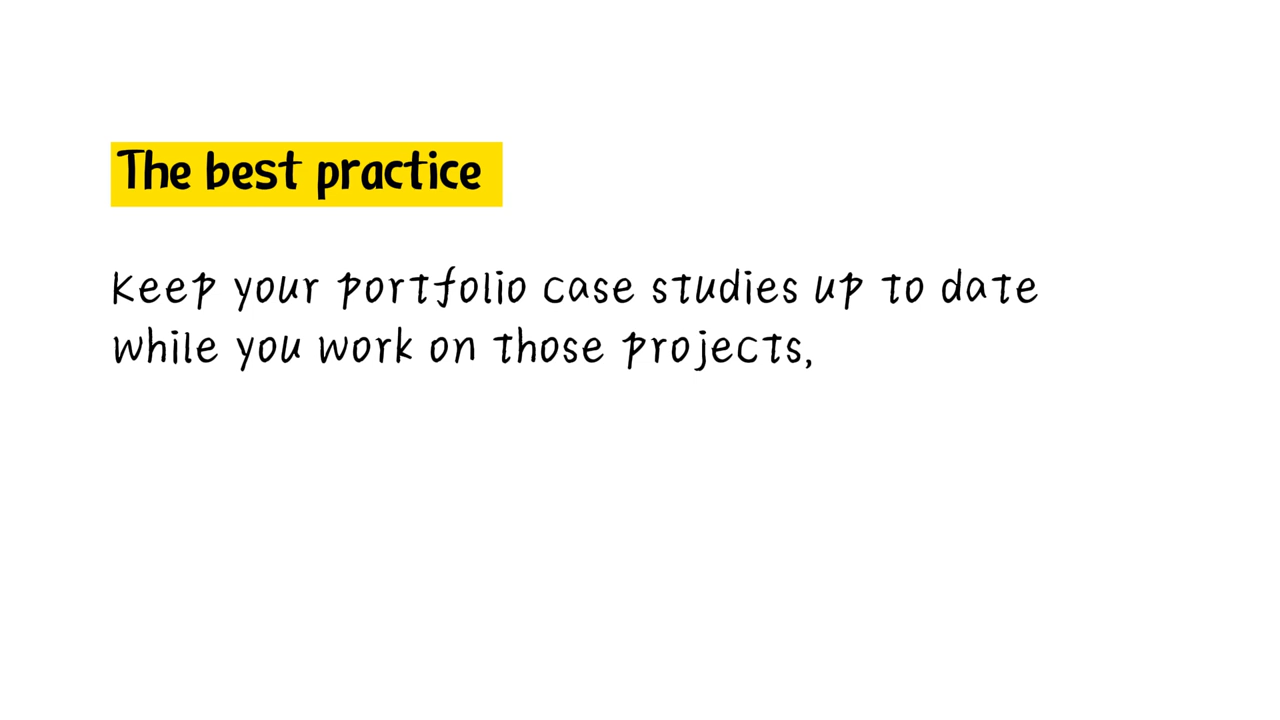 The best practice
Keep your portfolio case studies up to date
while you work on those projects,